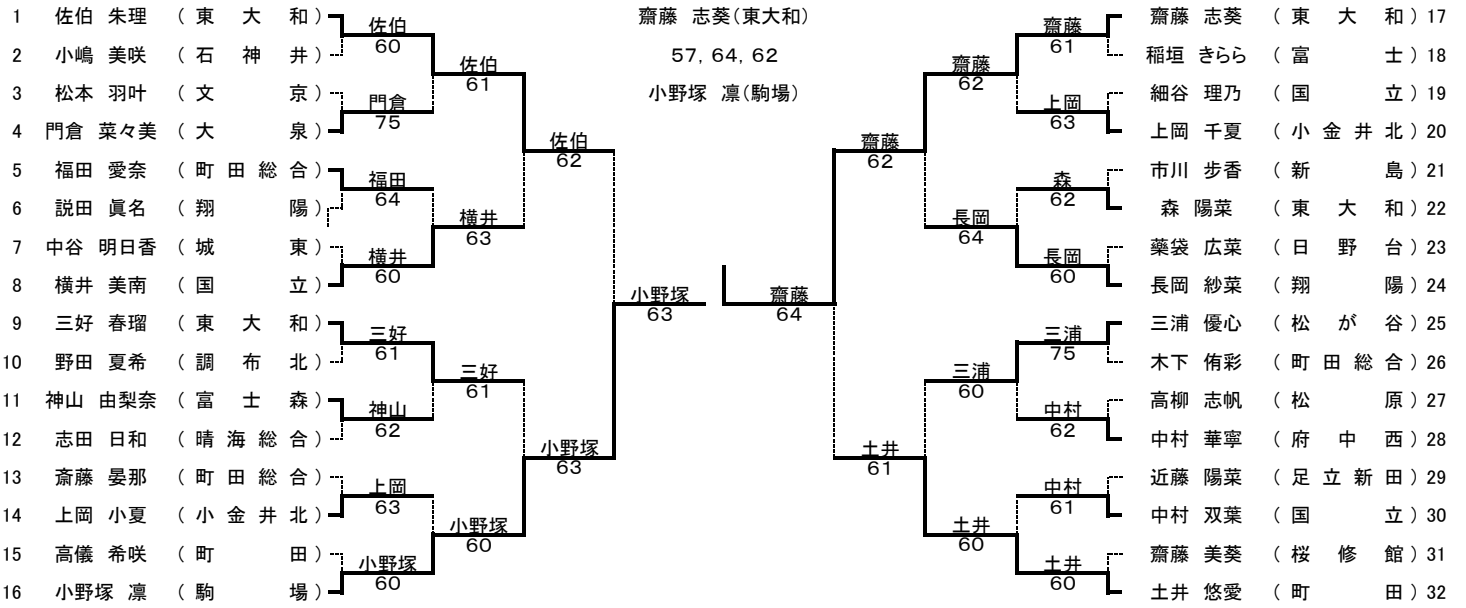 齋藤 志葵(東大和)
57, 64, 62
小野塚 凛(駒場)
1 佐伯 朱理 (東大和)
2 小嶋 美咲 (石神井)
3 松本 羽叶 (文京)
4 門倉 菜々美 (大泉)
5 福田 愛奈 (町田総合)
6 説田 眞名 (翔陽)
7 中谷 明日香 (城東)
8 横井 美南 (国立)
9 三好 春瑠 (東大和)
10 野田 夏希 (調布北)
11 神山 由梨奈 (富士森)
12 志田 日和 (晴海総合)
13 斎藤 晏那 (町田総合)
14 上岡 小夏 (小金井北)
15 高儀 希咲 (町田)
16 小野塚 凛 (駒場)
佐伯
60
門倉
75
福田
64
横井
60
三好
61
神山
62
上岡
63
小野塚
60
佐伯
61
横井
63
三好
61
小野塚
60
佐伯
62
小野塚
63
小野塚
63
齋藤
64
齋藤
62
土井
61
齋藤
62
長岡
64
三浦
60
土井
60
齋藤
61
上岡
63
森
62
長岡
60
三浦
75
中村
62
中村
61
土井
60
齋藤 志葵 (東大和) 17
稲垣 きらら (富士) 18
細谷 理乃 (国立) 19
上岡 千夏 (小金井北) 20
市川 歩香 (新島) 21
森 陽菜 (東大和) 22
藥袋 広菜 (日野台) 23
長岡 紗菜 (翔陽) 24
三浦 優心 (松が谷) 25
木下 侑彩 (町田総合) 26
高柳 志帆 (松原) 27
中村 華寧 (府中西) 28
近藤 陽菜 (足立新田) 29
中村 双葉 (国立) 30
齋藤 美葵 (桜修館) 31
土井 悠愛 (町田) 32